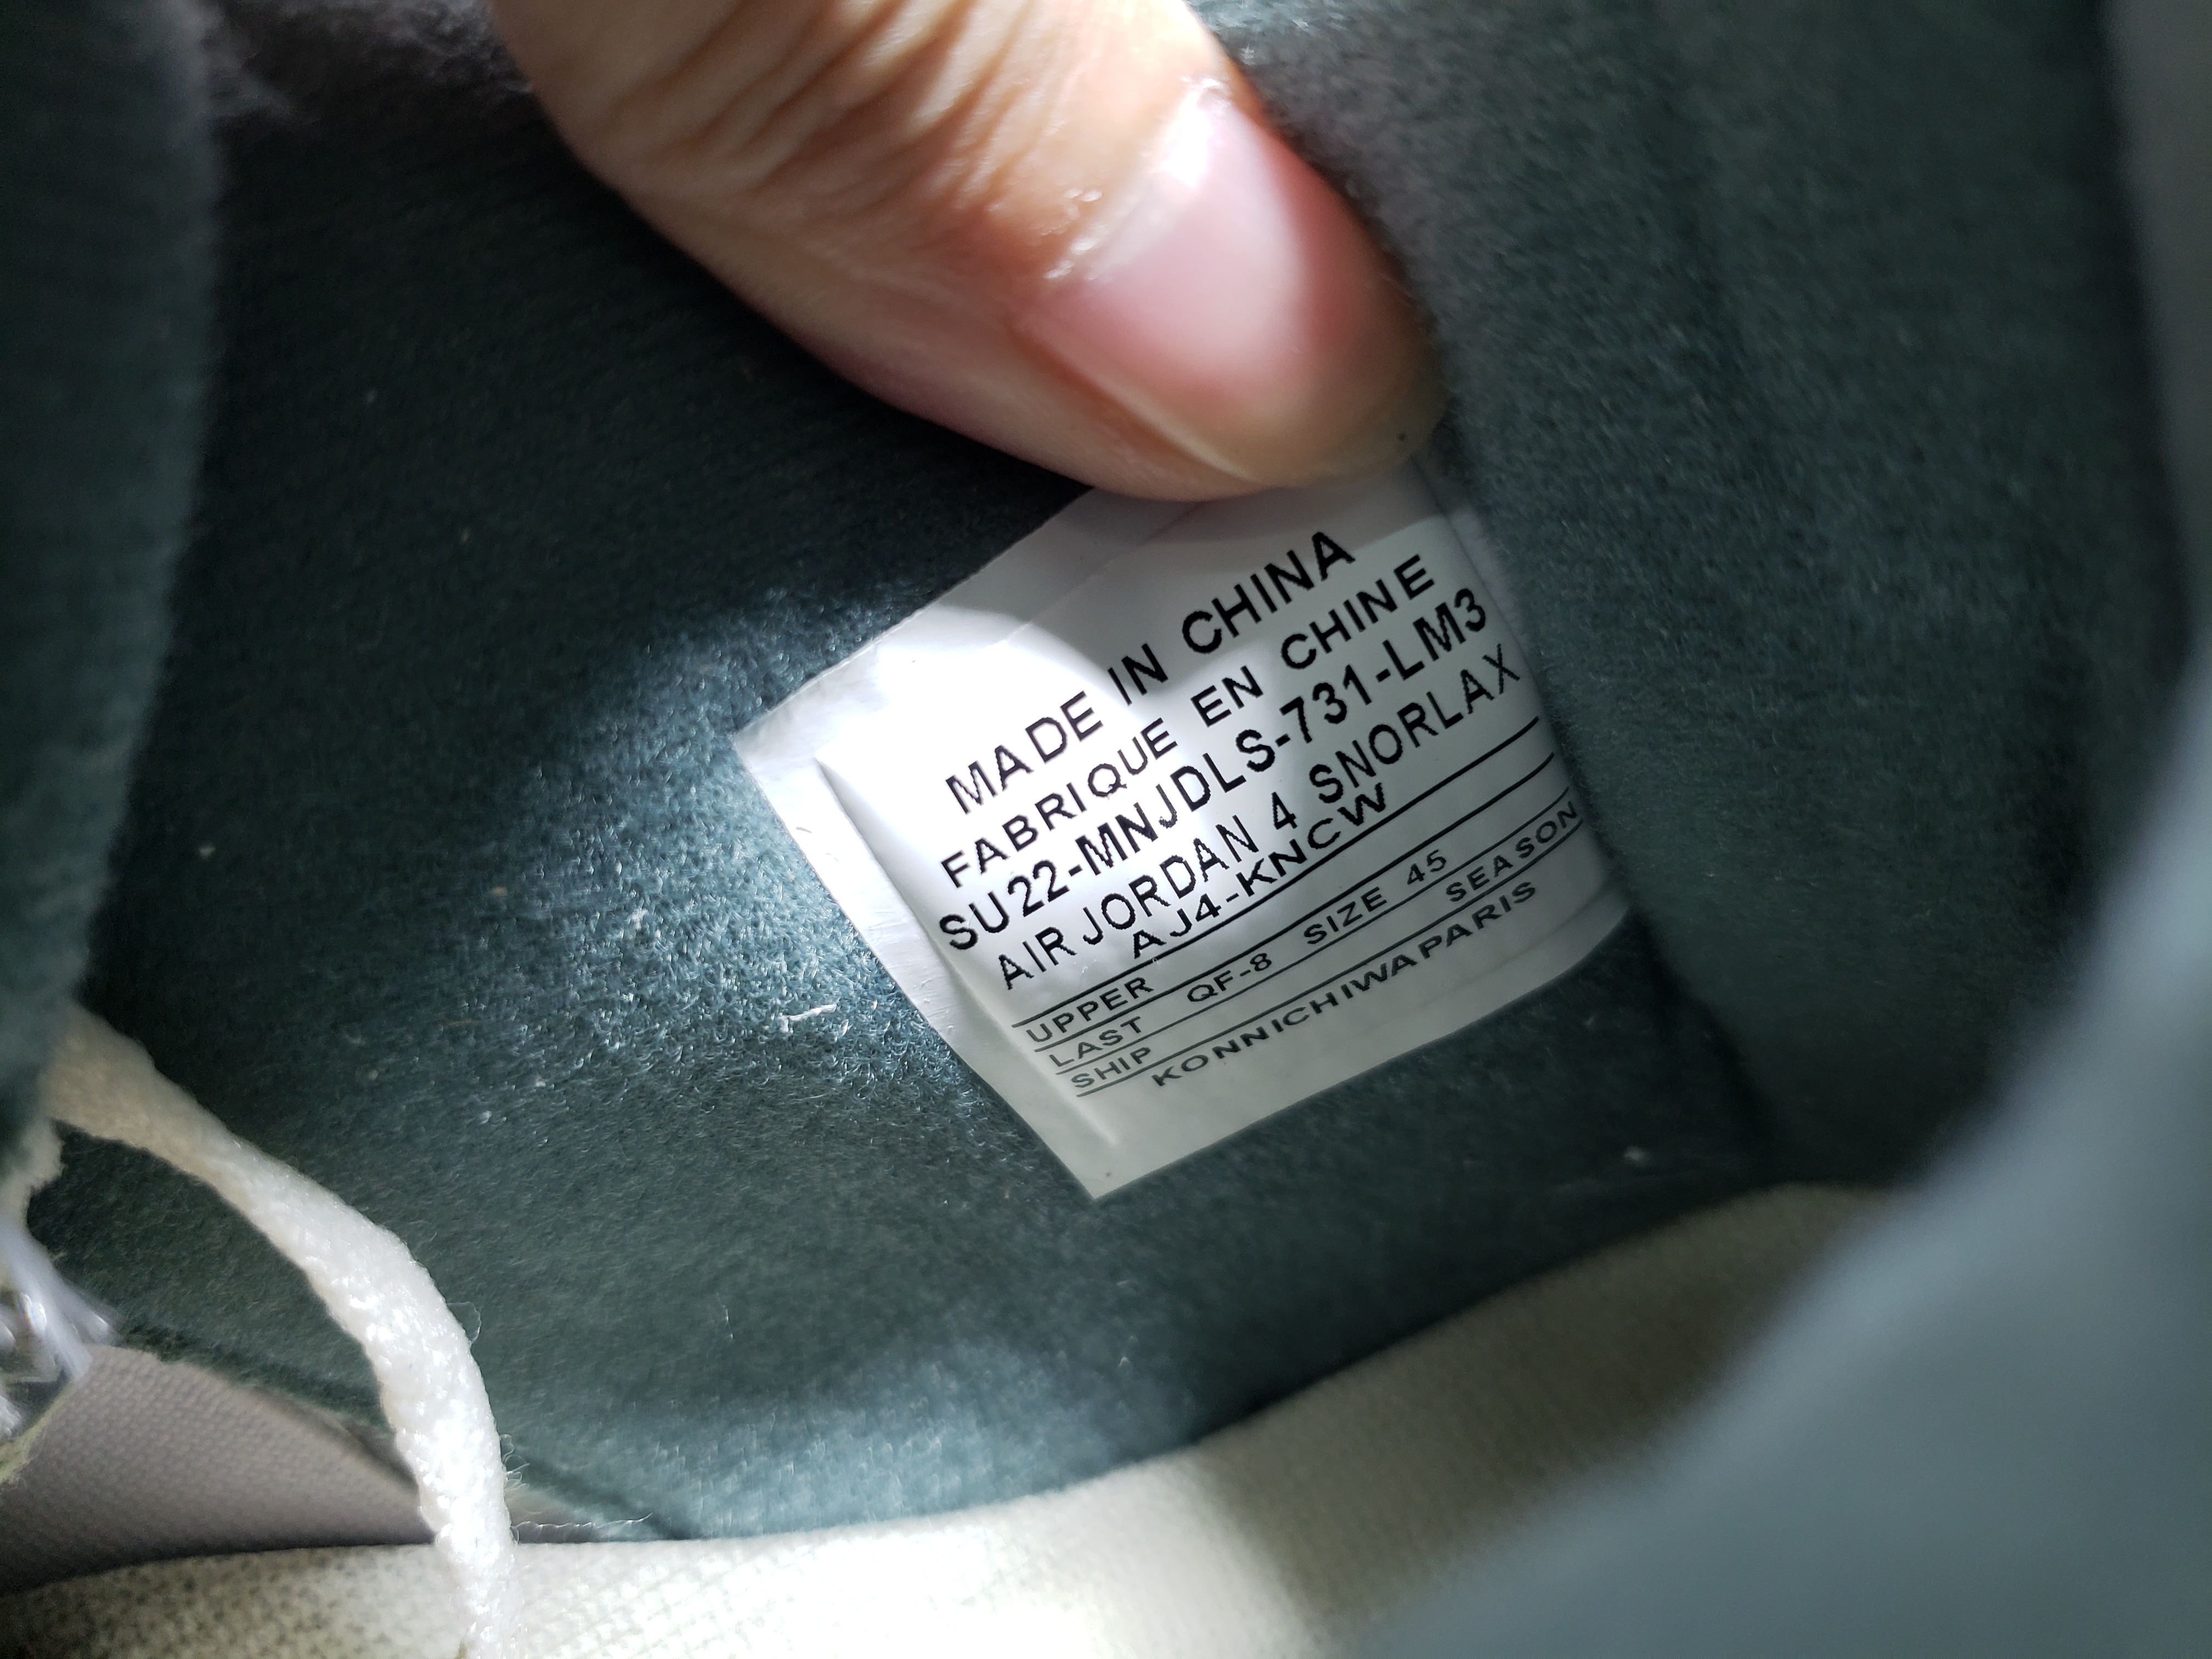 MADE IN CHINA
FABRIQUE EN CHINE
SU22-MNJDLS-731-LM3
AIR JORDAN 4 SNORLAX
AJ4-KNCW
UPPER
LAST QF-8 SIZE 45
SHIP SEASON
KONNICHIWAPARIS